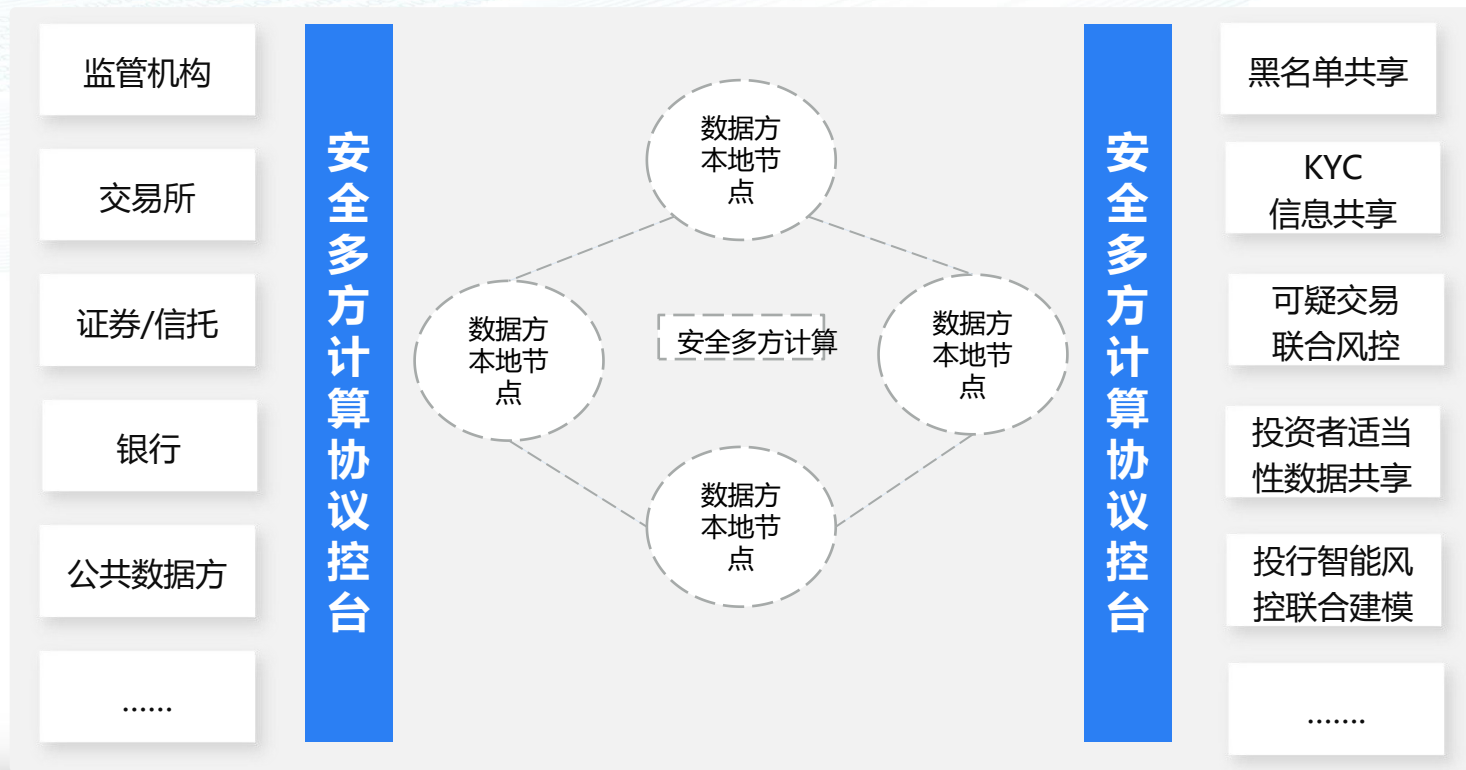 监管机构
交易所
证券/信托
银行
公共数据方
......
安全多方计算协议控台
数据方
本地节
点
数据方
本地节
点
安全多方计算
数据方
本地节
点
数据方
本地节
点
安全多方计算协议控台
黑名单共享
KYC
信息共享
可疑交易
联合风控
投资者适当
性数据共享
投行智能风
控联合建模
.......